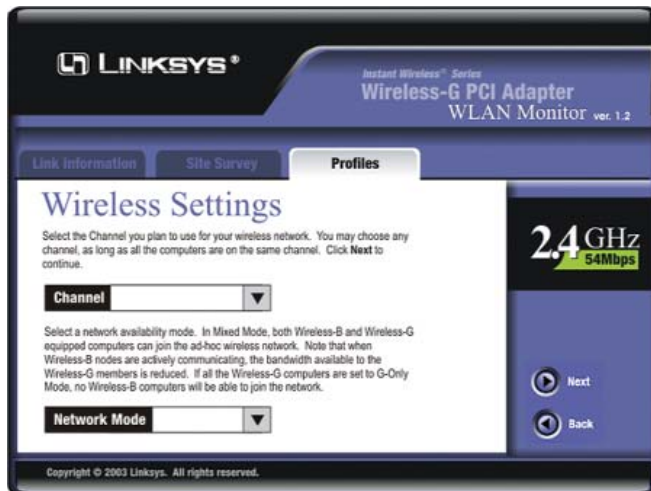 LINKSYS®
Instant Wireless® Series
Wireless-G PCI Adapter
WLAN Monitor ver. 1.2
Link Information
Site Survey
Profiles
Wireless Settings
Select the Channel you plan to use for your wireless network. You may choose any
channel, as long as all the computers are on the same channel. Click Next to
continue.
Channel
Select a network availability mode. In Mixed Mode, both Wireless-B and Wireless-G
equipped computers can join the ad-hoc wireless network. Note that when
Wireless-B nodes are actively communicating, the bandwidth available to the
Wireless-G members is reduced. If all the Wireless-G computers are set to G-Only
Mode, no Wireless-B computers will be able to join the network.
Network Mode
2.4 GHz
54Mbps
Next
Back
Copyright © 2003 Linksys. All rights reserved.